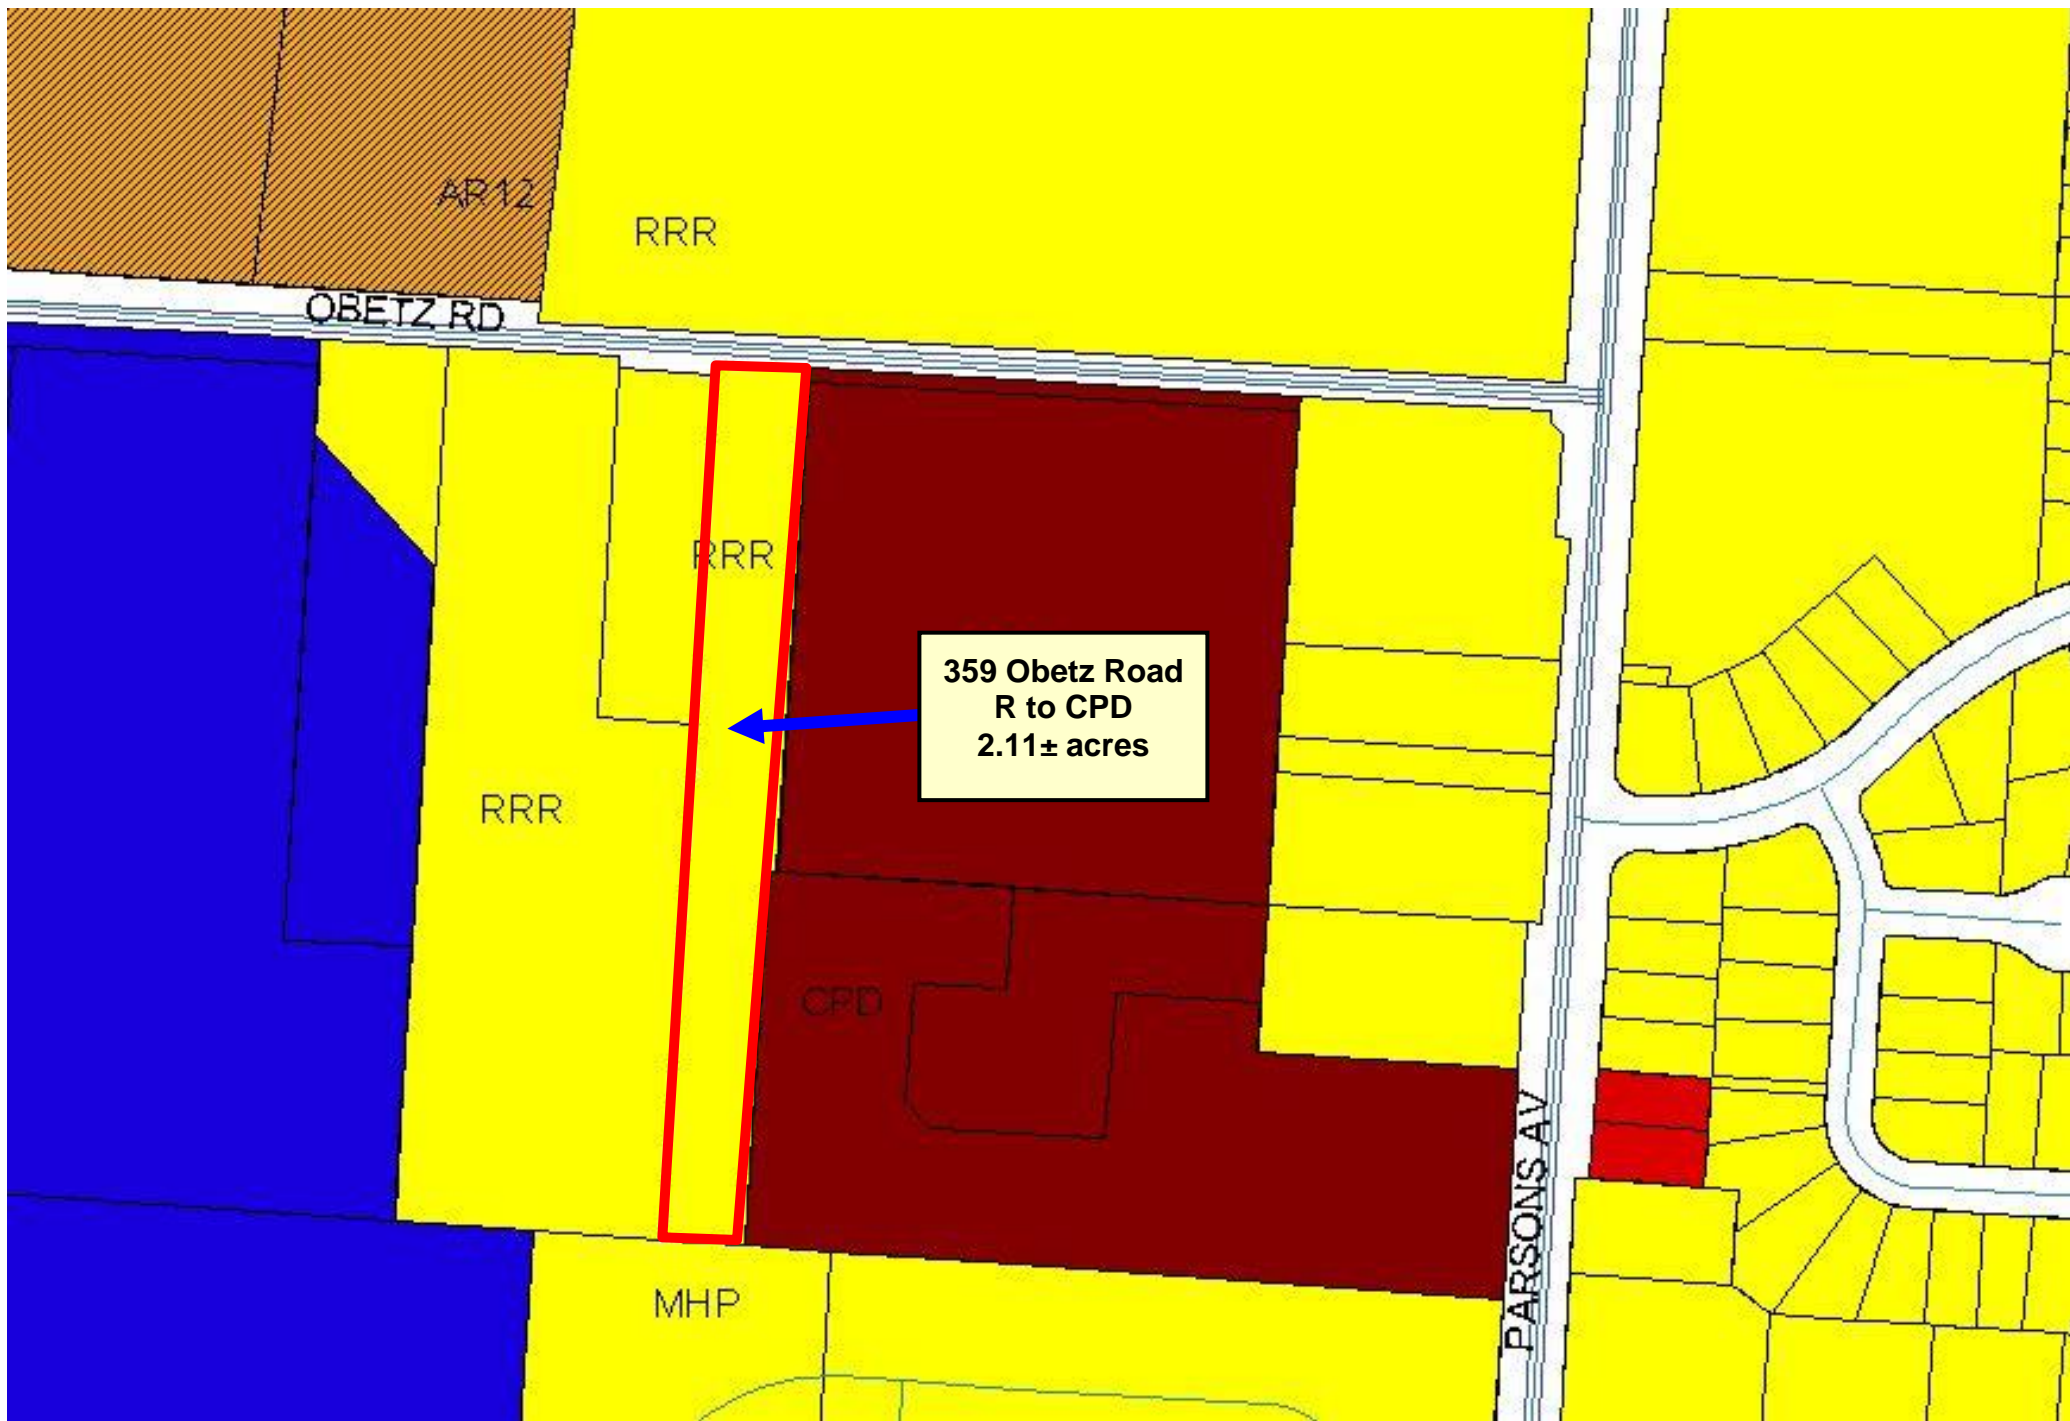 AR12
RRR
OBETZ RD
RRR
359 Obetz Road
R to CPD
2.11± acres
RRR
CPD
PARSONS AV
MHP